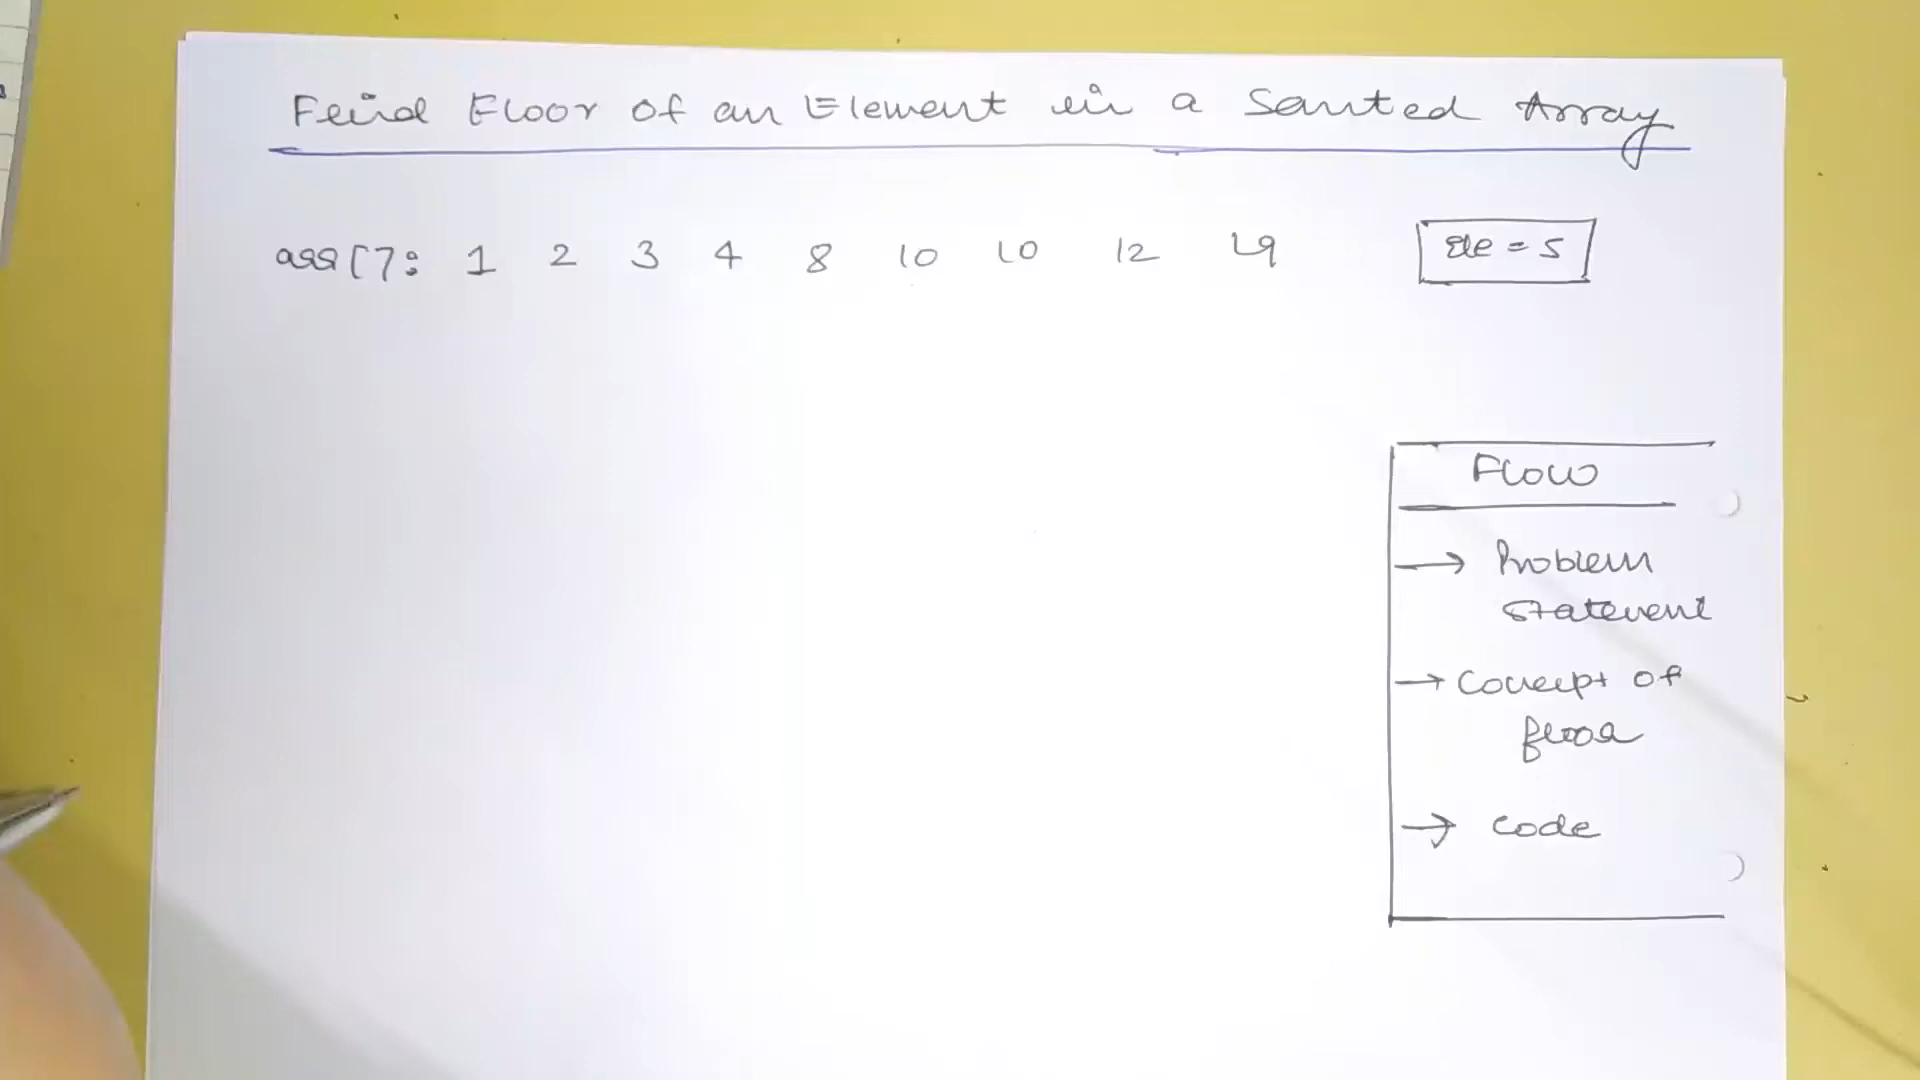 Find Floor of an Element in a Sorted Array
arr[]: 1 2 3 4 8 10 10 12 19
ele = 5
Flow
→ Problem
statement
→ Concept of
floor
→ Code